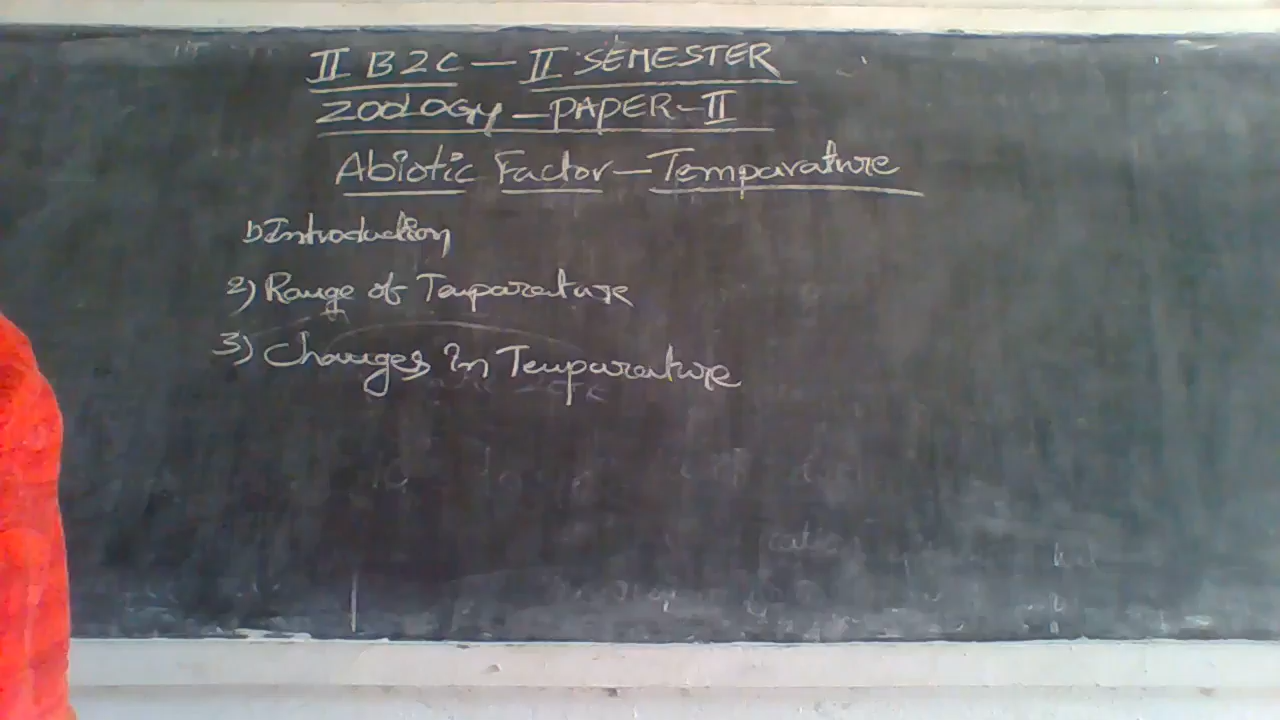 II BZC - II SEMESTER
ZOOLOGY - PAPER - II
Abiotic Factor - Temparature
1) Introduction
2) Range of Temparature
3) Changes In Temparature